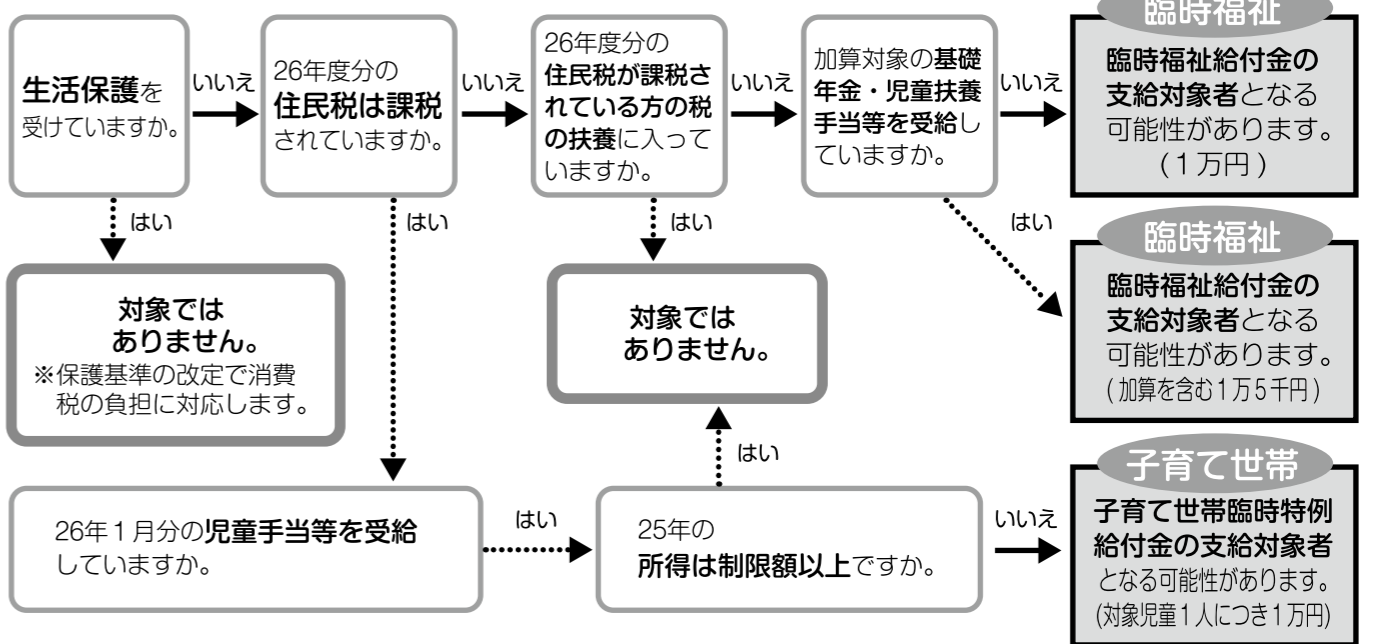 生活保護を
受けていますか。
いいえ
はい
26年度分の
住民税は課税
されていますか。
いいえ
はい
26年度分の
住民税が課税さ
れている方の税
の扶養に入って
いますか。
いいえ
はい
加算対象の基礎
年金・児童扶養
手当等を受給し
ていますか。
いいえ
はい
臨時福祉
臨時福祉給付金の
支給対象者となる
可能性があります。
(1万円)
対象では
ありません。
※保護基準の改定で消費
税の負担に対応します。
対象では
ありません。
臨時福祉
臨時福祉給付金の
支給対象者となる
可能性があります。
(加算を含む1万5千円)
26年1月分の児童手当等を受給
していますか。
はい
25年の
所得は制限額以上ですか。
はい
いいえ
子育て世帯
子育て世帯臨時特例
給付金の支給対象者
となる可能性があります。
(対象児童1人につき1万円)